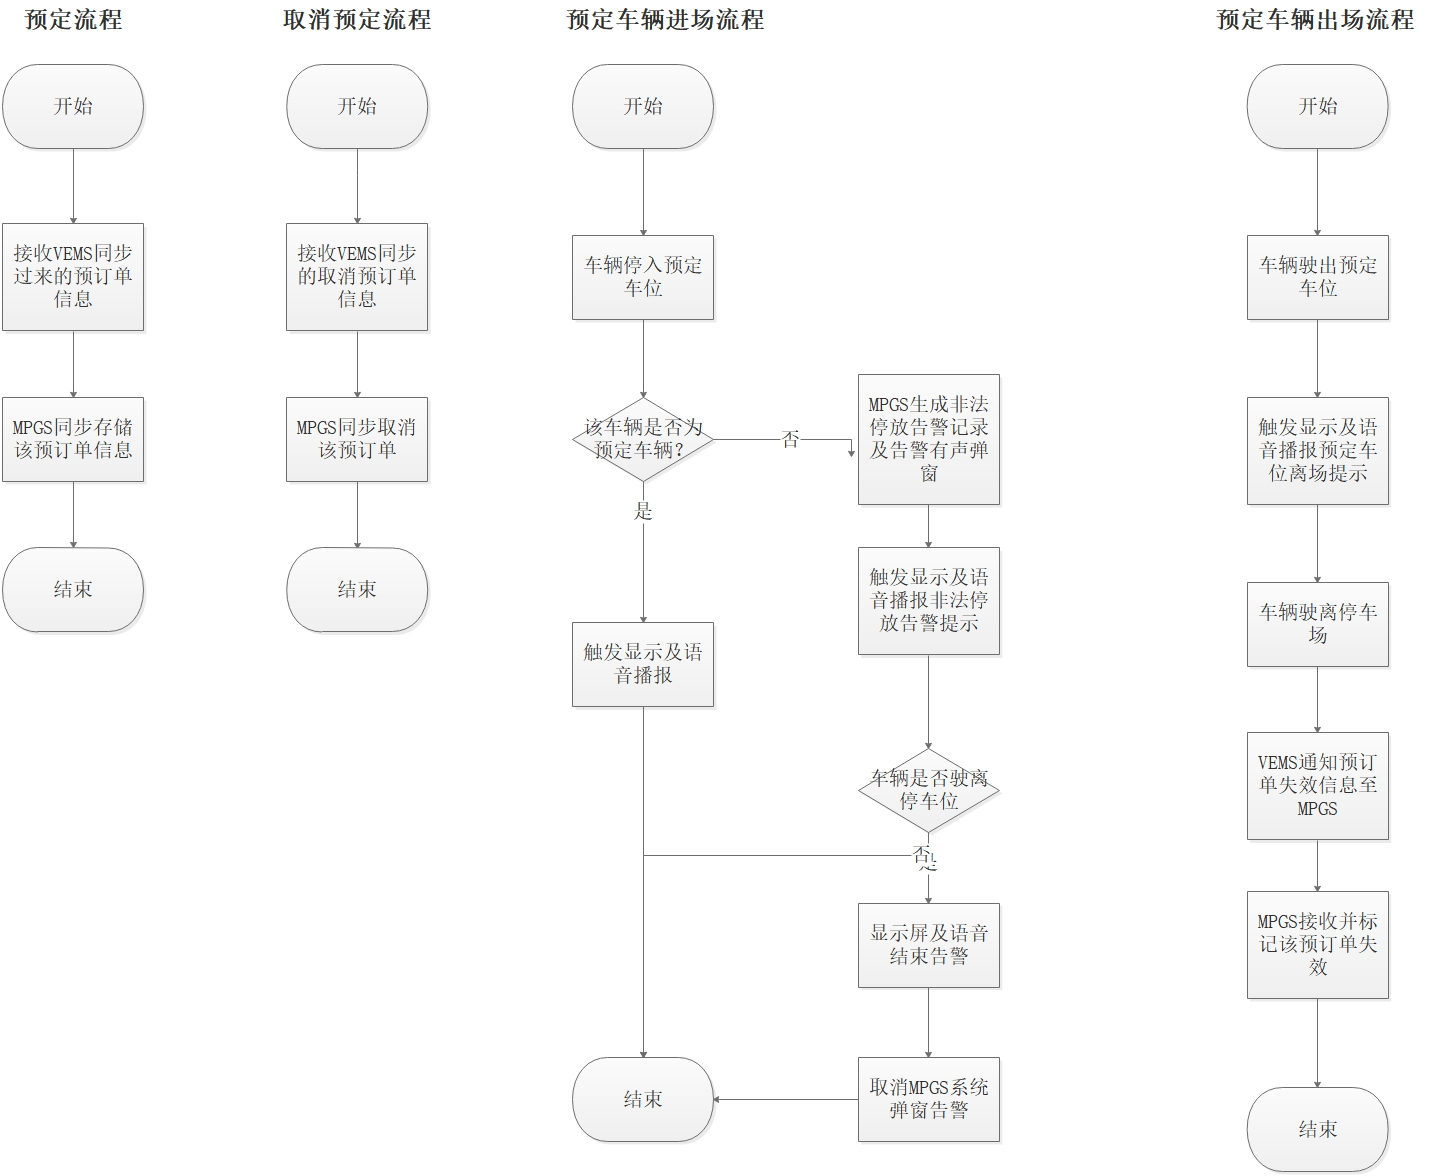 预定流程
开始
接收VEMS同步
过来的预订单
信息
MPGS同步存储
该预订单信息
结束
取消预定流程
开始
接收VEMS同步
的取消预订单
信息
MPGS同步取消
该预订单
结束
预定车辆进场流程
开始
车辆停入预定
车位
该车辆是否为
预定车辆?
否
是
触发显示及语
音播报
MPGS生成非法
停放告警记录
及告警有声弹
窗
触发显示及语
音播报非法停
放告警提示
车辆是否驶离
停车位
否
是
显示屏及语音
结束告警
取消MPGS系统
弹窗告警
结束
预定车辆出场流程
开始
车辆驶出预定
车位
触发显示及语
音播报预定车
位离场提示
车辆驶离停车
场
VEMS通知预订
单失效信息至
MPGS
MPGS接收并标
记该预订单失
效
结束